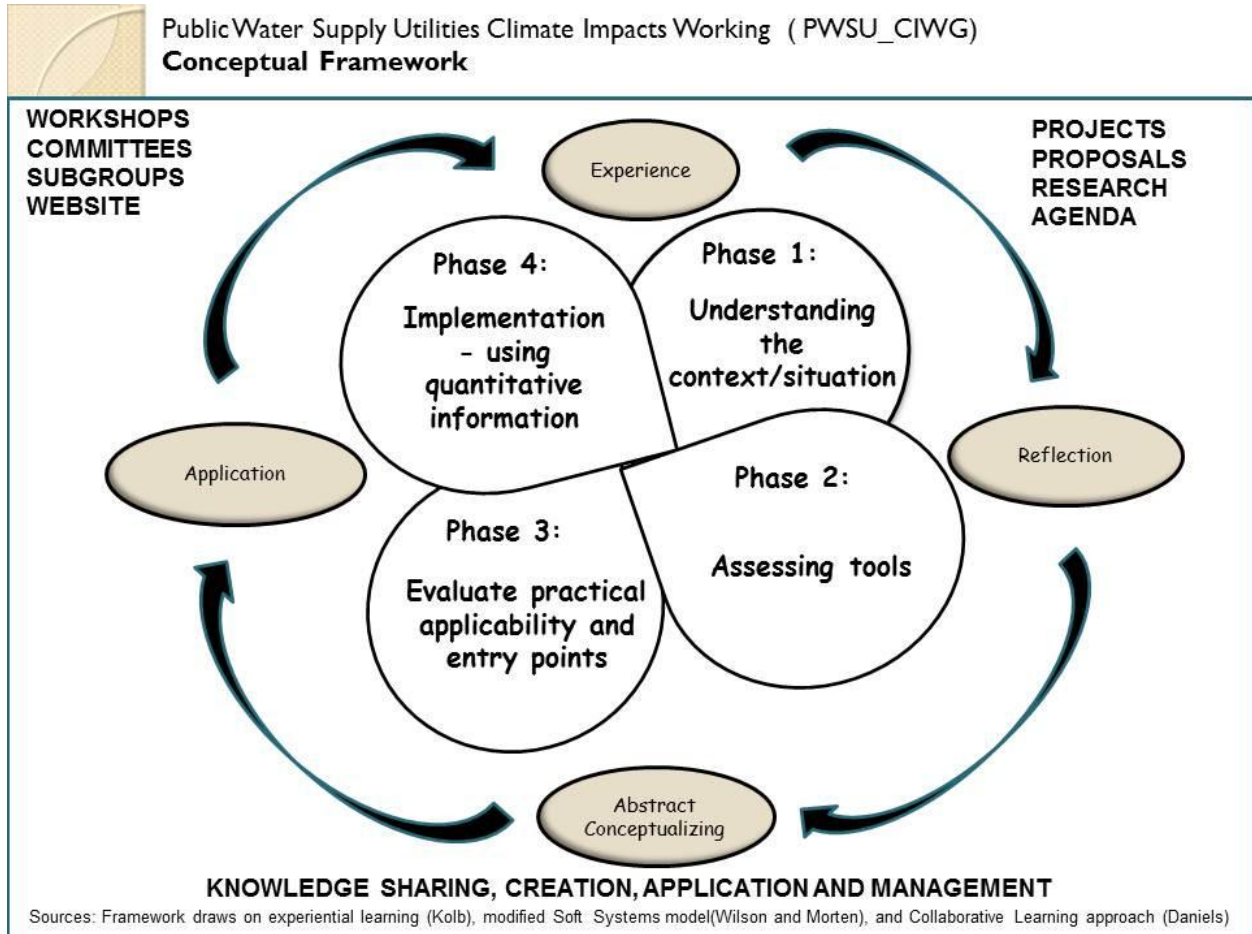 Public Water Supply Utilities Climate Impacts Working ( PWSU_CIWG)
Conceptual Framework
WORKSHOPS
COMMITTEES
SUBGROUPS
WEBSITE
PROJECTS
PROPOSALS
RESEARCH
AGENDA
Experience
Phase 4:
Implementation
- using
quantitative
information
Phase 1:
Understanding
the
context/situation
Application
Reflection
Phase 3:
Evaluate practical
applicability and
entry points
Phase 2:
Assessing tools
Abstract
Conceptualizing
KNOWLEDGE SHARING, CREATION, APPLICATION AND MANAGEMENT
Sources: Framework draws on experiential learning (Kolb), modified Soft Systems model(Wilson and Morten), and Collaborative Learning approach (Daniels)